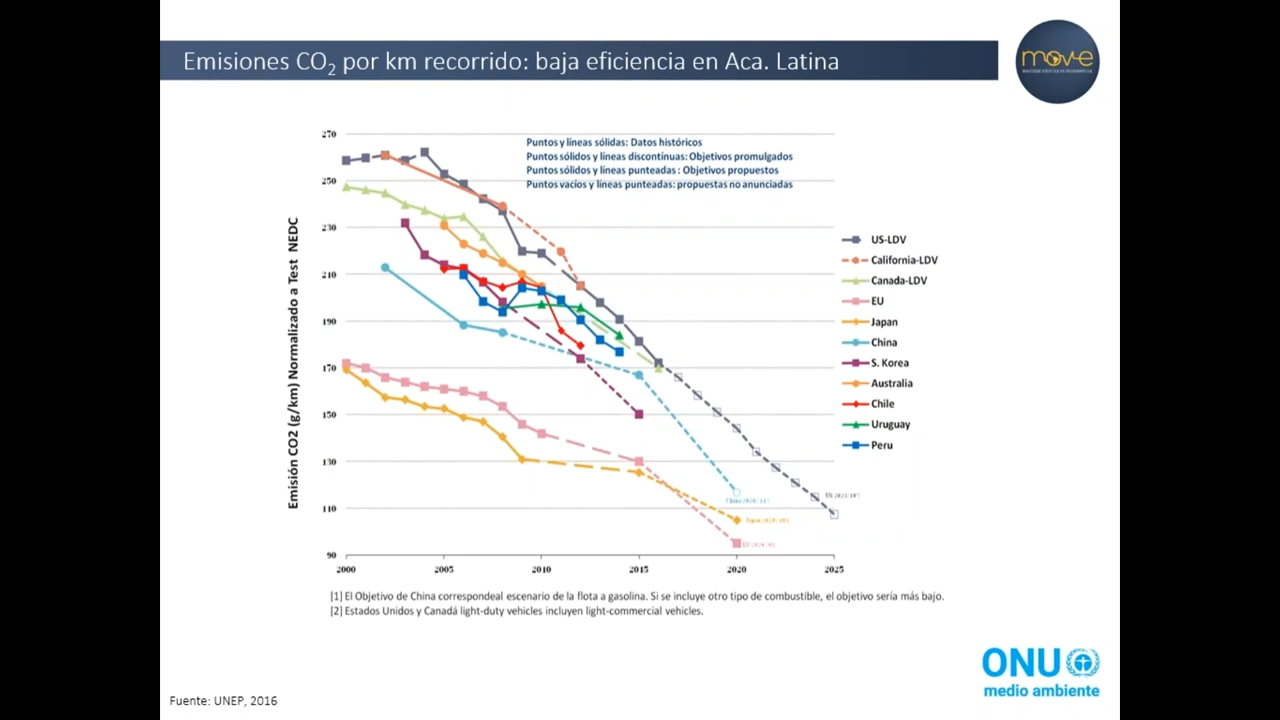 Emisiones CO2 por km recorrido: baja eficiencia en Aca. Latina
move
Puntos y líneas sólidas: Datos históricos
Puntos sólidos y líneas discontínuas: Objetivos promulgados
Puntos sólidos y líneas punteadas : Objetivos propuestos
Puntos vacíos y líneas punteadas: propuestas no anunciadas
Emisión CO2 (g/km) Normalizado a Test NEDC
270
250
230
210
190
170
150
130
110
90
2000
2005
2010
2015
2020
2025
US-LDV
California-LDV
Canada-LDV
EU
Japan
China
S. Korea
Australia
Chile
Uruguay
Peru
[1] El Objetivo de China correspondeal escenario de la flota a gasolina. Si se incluye otro tipo de combustible, el objetivo sería más bajo.
[2] Estados Unidos y Canadá light-duty vehicles incluyen light-commercial vehicles.
ONU
medio ambiente
Fuente: UNEP, 2016